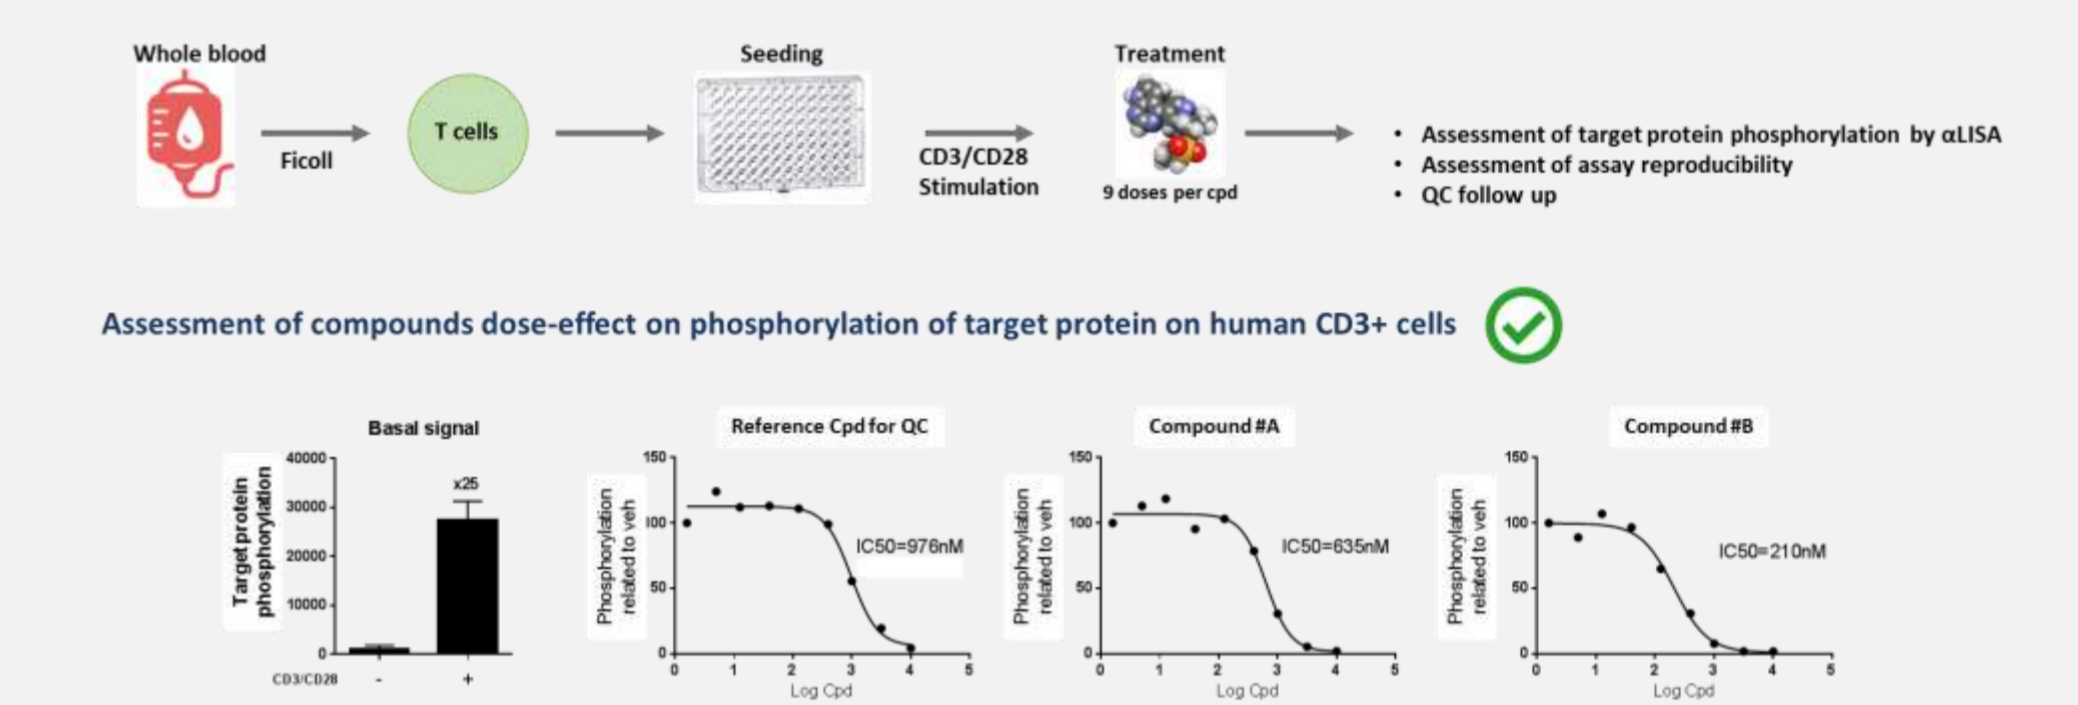 Whole blood
Ficoll
T cells
Seeding
CD3/CD28
Stimulation
Treatment
9 doses per cpd
• Assessment of target protein phosphorylation by αLISA
• Assessment of assay reproducibility
• QC follow up
Assessment of compounds dose-effect on phosphorylation of target protein on human CD3+ cells
Basal signal
Target protein
phosphorylation
40000
30000
20000
10000
0
x25
CD3/CD28 - +
Reference Cpd for QC
Phosphorylation
related to veh
150
100
50
0
IC50=976nM
0 1 2 3 4 5
Log Cpd
Compound #A
Phosphorylation
related to veh
150
100
50
0
IC50=635nM
0 1 2 3 4 5
Log Cpd
Compound #B
Phosphorylation
related to veh
150
100
50
0
IC50=210nM
0 1 2 3 4 5
Log Cpd